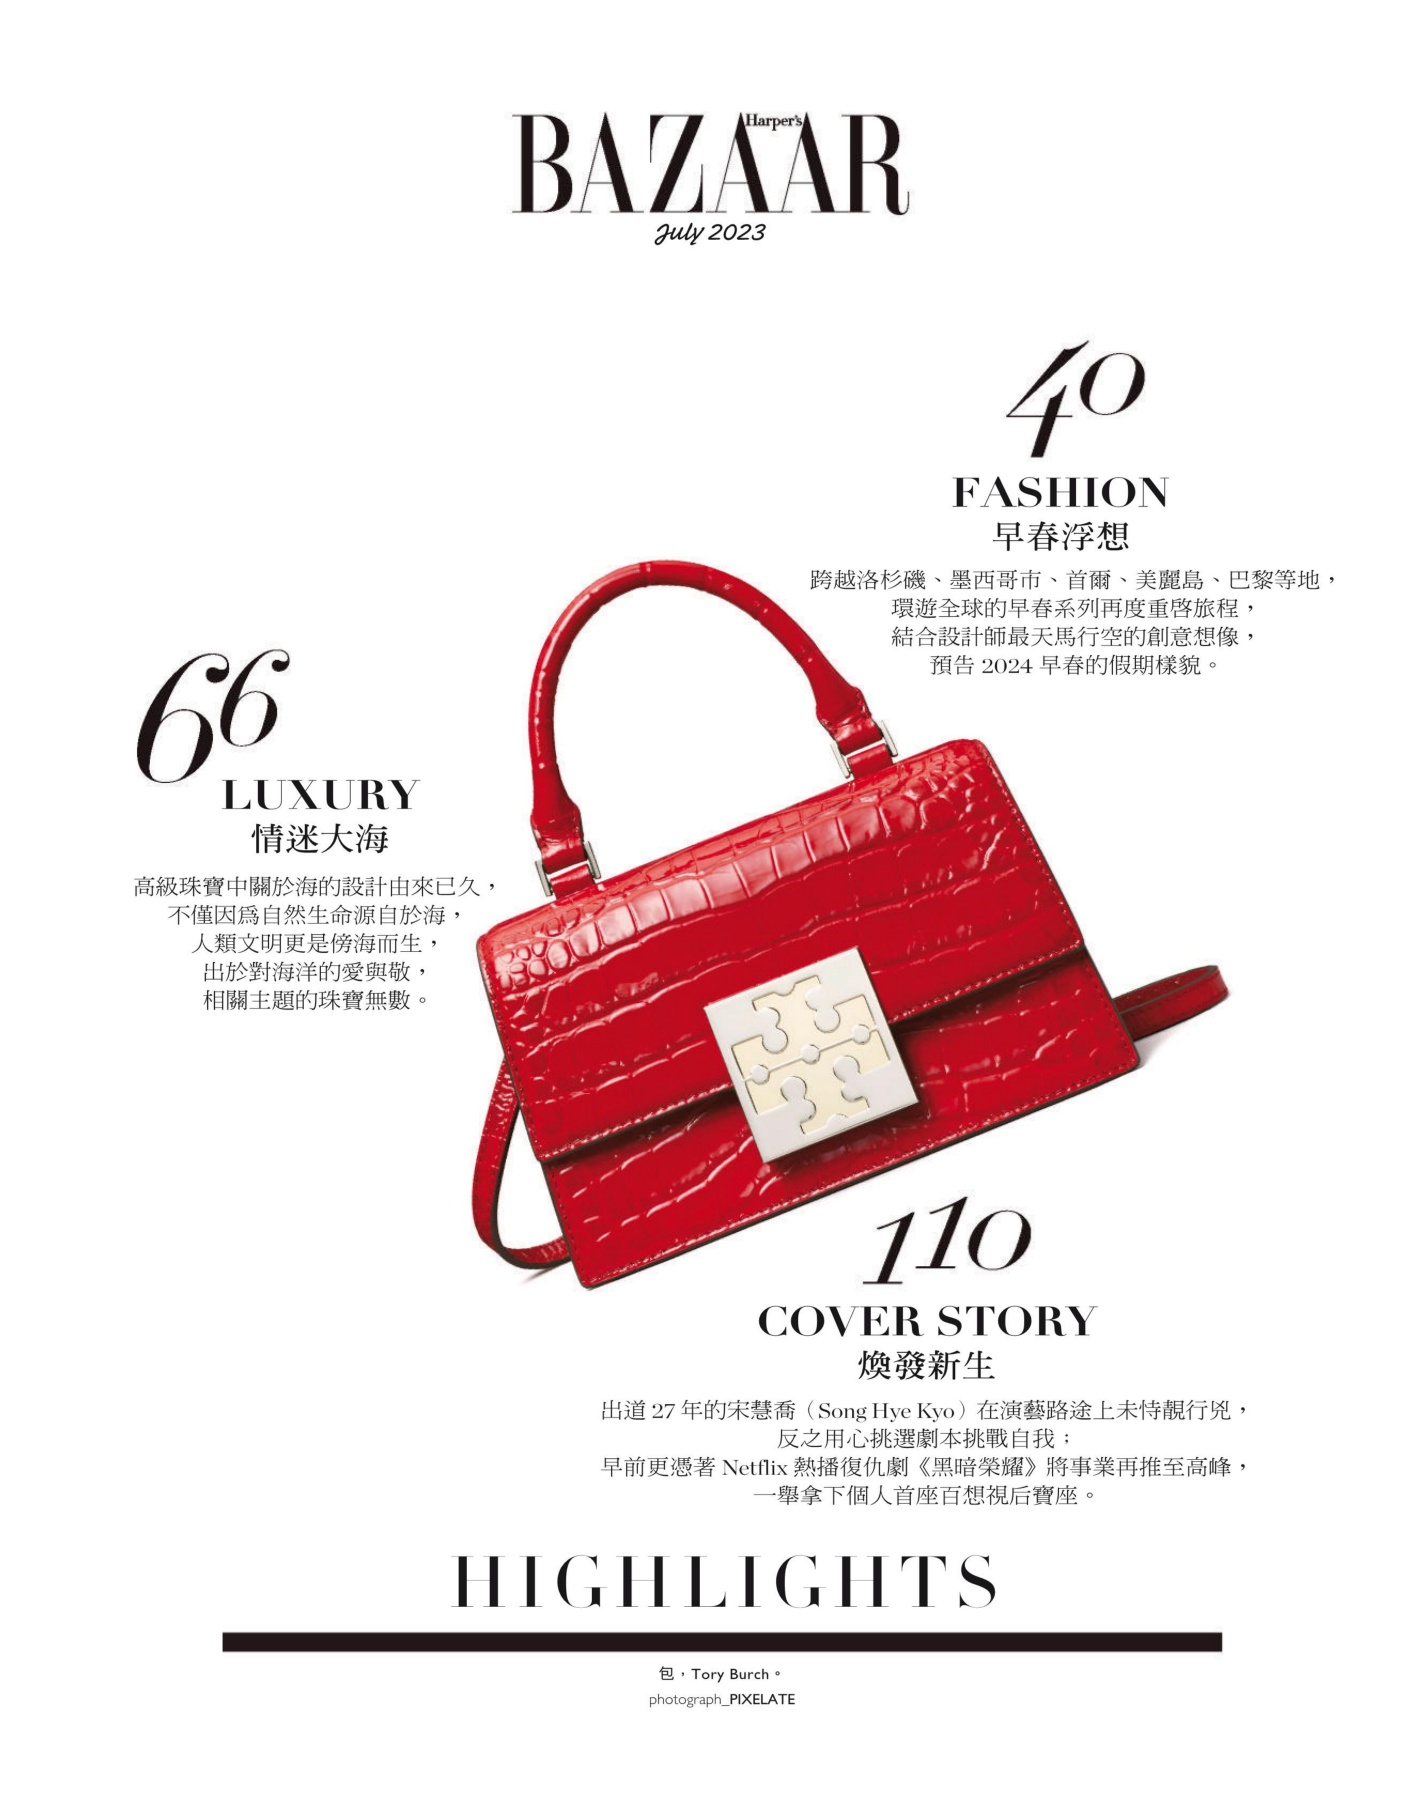 Harper's
BAZAAR
July 2023
40
FASHION
早春浮想
跨越洛杉磯、墨西哥市、首爾、美麗島、巴黎等地，
環遊全球的早春系列再度重啓旅程，
結合設計師最天馬行空的創意想像，
預告 2024 早春的假期樣貌。
66
LUXURY
情迷大海
高級珠寶中關於海的設計由來已久，
不僅因爲自然生命源自於海，
人類文明更是傍海而生，
出於對海洋的愛與敬，
相關主題的珠寶無數。
110
COVER STORY
煥發新生
出道 27 年的宋慧喬（Song Hye Kyo）在演藝路途上未恃靚行兇，
反之用心挑選劇本挑戰自我；
早前更憑著 Netflix 熱播復仇劇《黑暗榮耀》將事業再推至高峰，
一舉拿下個人首座百想視后寶座。
HIGHLIGHTS
包，Tory Burch。
photograph_PIXELATE